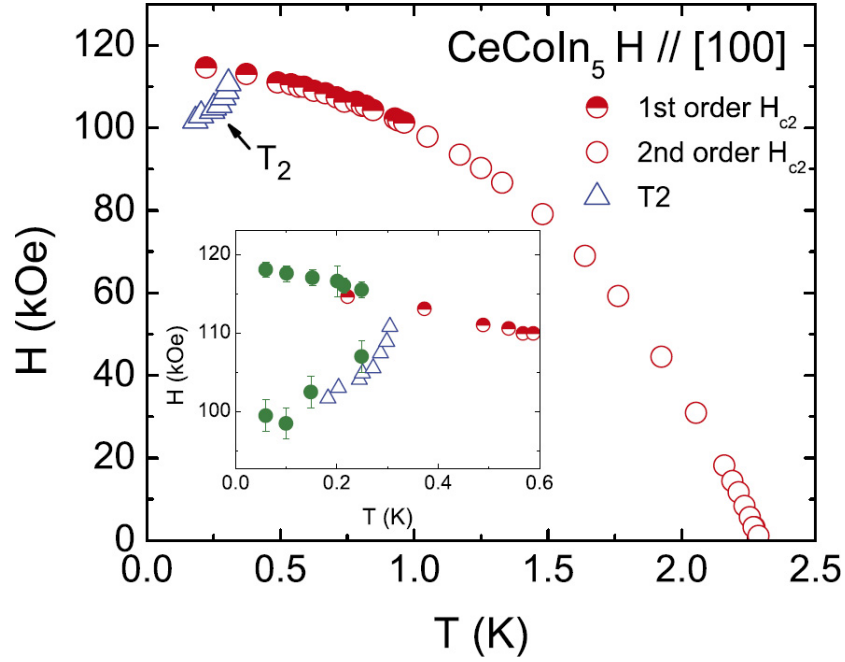 CeCoIn5 H // [100]
1st order Hc2
2nd order Hc2
T2
T2
H (kOe)
120
100
80
60
40
20
0
0.0 0.5 1.0 1.5 2.0 2.5
T (K)
H (kOe)
120
110
100
0.0 0.2 0.4 0.6
T (K)